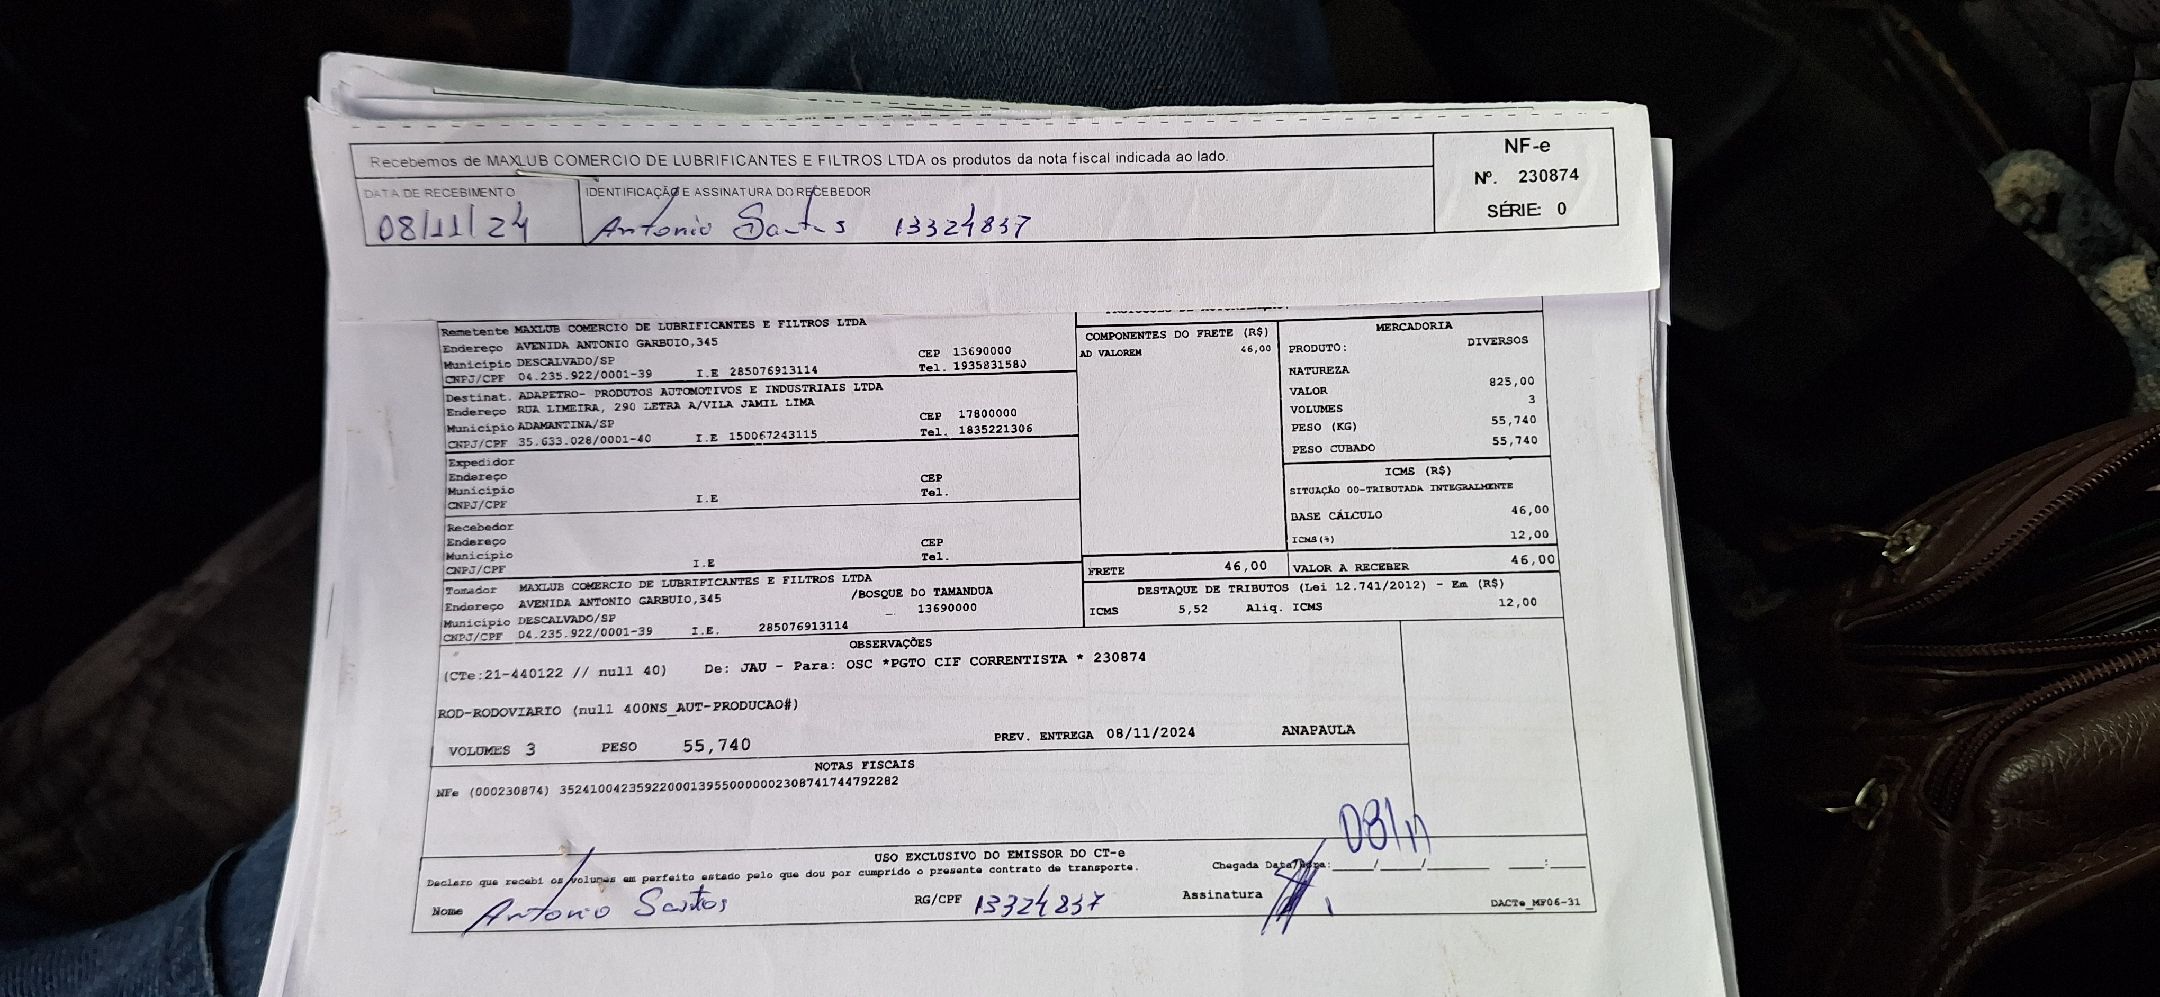 Recebemos de MAXLUB COMERCIO DE LUBRIFICANTES E FILTROS LTDA os produtos da nota fiscal indicada ao lado.
NF-e
Nº. 230874
SÉRIE: 0
DATA DE RECEBIMENTO
08/11/24
IDENTIFICAÇÃO E ASSINATURA DO RECEBEDOR
Antonio Santos 13324837
Remetente MAXLUB COMERCIO DE LUBRIFICANTES E FILTROS LTDA
Endereço AVENIDA ANTONIO GARBUIO,345
CEP 13690000
Município DESCALVADO/SP
Tel. 1935831580
CNPJ/CPF 04.235.922/0001-39 I.E 285076913114
Destinat. ADAPETRO- PRODUTOS AUTOMOTIVOS E INDUSTRIAIS LTDA
Endereço RUA LIMEIRA, 290 LETRA A/VILA JAMIL LIMA
CEP 17800000
Município ADAMANTINA/SP
Tel. 1835221306
CNPJ/CPF 35.633.028/0001-40 I.E 150067243115
Expedidor
Endereço CEP
Município Tel.
CNPJ/CPF I.E
Recebedor
Endereço CEP
Município Tel.
CNPJ/CPF I.E
Tomador MAXLUB COMERCIO DE LUBRIFICANTES E FILTROS LTDA
Endereço AVENIDA ANTONIO GARBUIO,345 /BOSQUE DO TAMANDUA
Município DESCALVADO/SP 13690000
CNPJ/CPF 04.235.922/0001-39 I.E. 285076913114
COMPONENTES DO FRETE (R$)
AD VALOREM 46,00
FRETE 46,00
MERCADORIA
PRODUTO: DIVERSOS
NATUREZA
VALOR 825,00
VOLUMES 3
PESO (KG) 55,740
PESO CUBADO 55,740
ICMS (R$)
SITUAÇÃO 00-TRIBUTADA INTEGRALMENTE
BASE CÁLCULO 46,00
ICMS(%) 12,00
VALOR A RECEBER 46,00
DESTAQUE DE TRIBUTOS (Lei 12.741/2012) - Em (R$)
ICMS 5,52 Aliq. ICMS 12,00
OBSERVAÇÕES
(CTe:21-440122 // null 40) De: JAU - Para: OSC *PGTO CIF CORRENTISTA * 230874
ROD-RODOVIARIO (null 400NS_AUT-PRODUCAO#)
VOLUMES 3 PESO 55,740 PREV. ENTREGA 08/11/2024 ANAPAULA
NOTAS FISCAIS
NFe (000230874) 35241004235922000139550000002308741744792282
USO EXCLUSIVO DO EMISSOR DO CT-e
Declaro que recebi os volumes em perfeito estado pelo que dou por cumprido o presente contrato de transporte.
Chegada Data/Hora: __/__/____ __:__
08/11
Nome Antonio Santos RG/CPF 13324837 Assinatura
DACTe_MF06-31